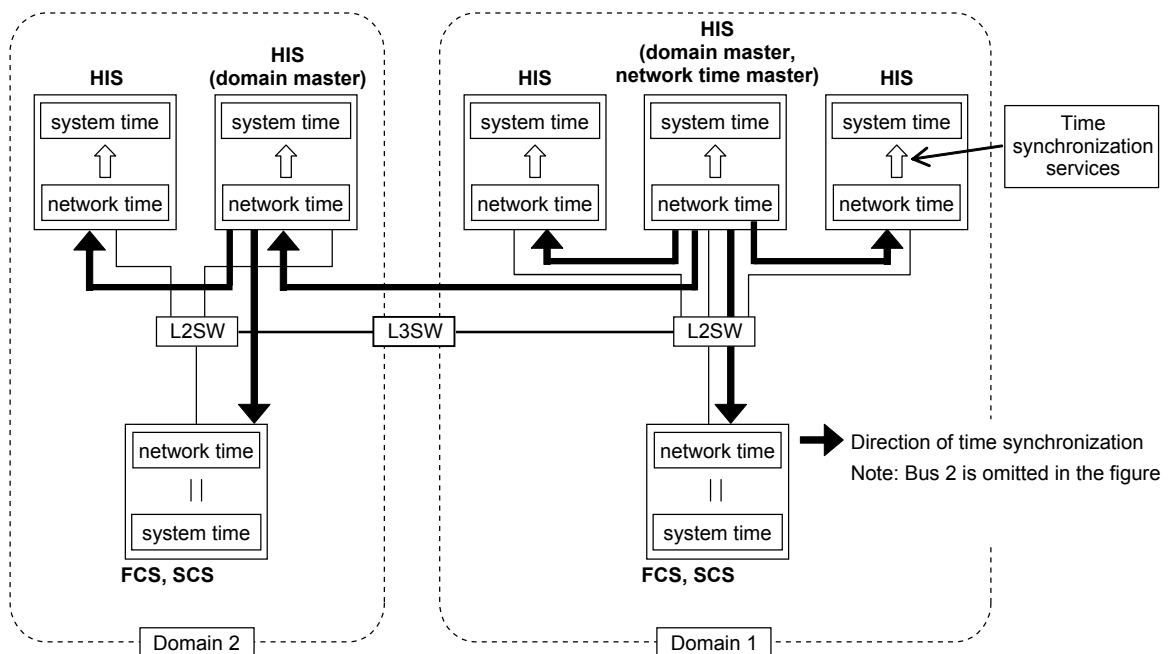 HIS
HIS
(domain master)
HIS
HIS
(domain master,
network time master)
HIS
system time
system time
system time
system time
system time
Time
synchronization
services
network time
network time
network time
network time
network time
L2SW
L3SW
L2SW
network time
system time
FCS, SCS
network time
system time
FCS, SCS
Direction of time synchronization
Note: Bus 2 is omitted in the figure
Domain 2
Domain 1